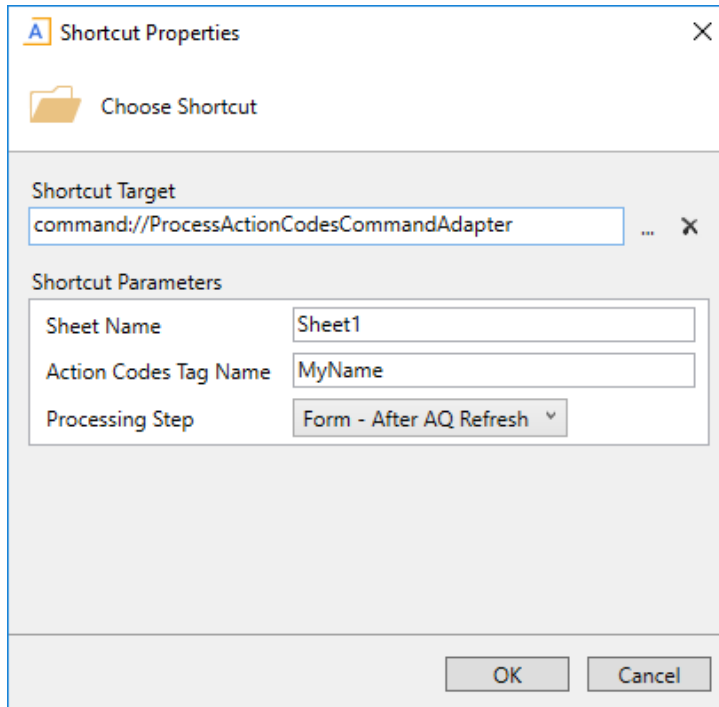 A Shortcut Properties
Choose Shortcut
Shortcut Target
command://ProcessActionCodesCommandAdapter ...
Shortcut Parameters
Sheet Name Sheet1
Action Codes Tag Name MyName
Processing Step Form - After AQ Refresh
OK Cancel